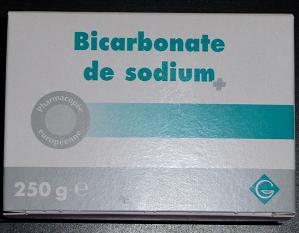 Bicarbonate
de sodium+
Pharmacopée
européenne
250 g ℮